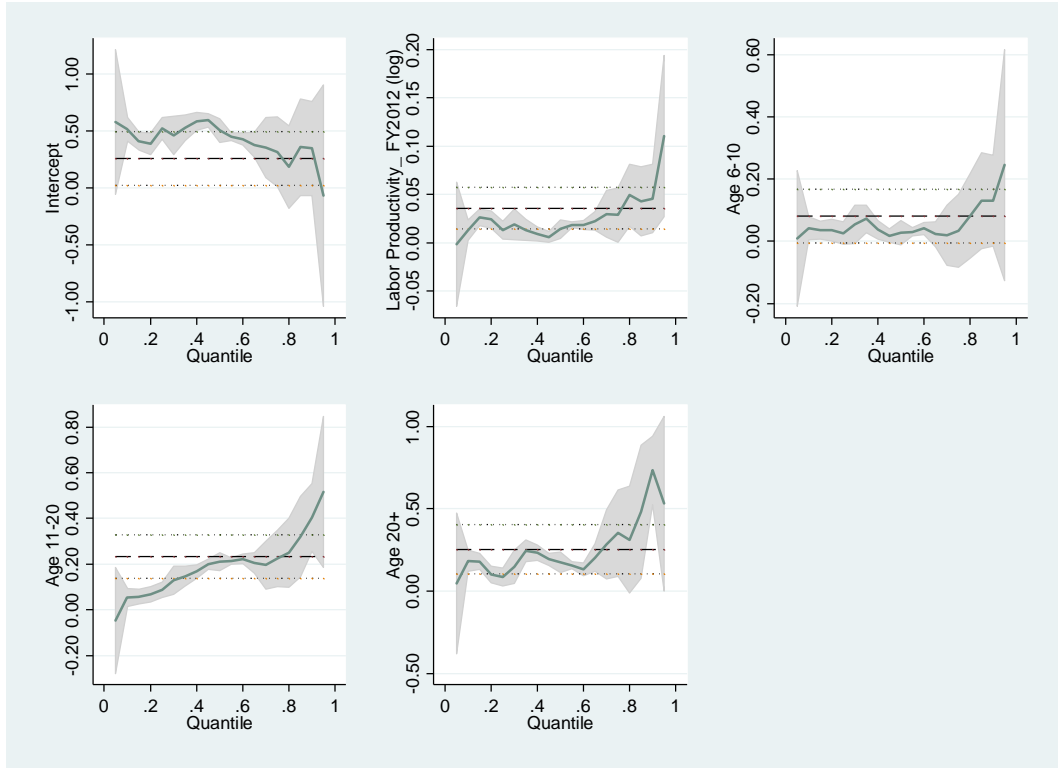 Intercept
1.00
0.50
0.00
-0.50
-1.00
0 .2 .4 .6 .8 1
Quantile
Labor Productivity_ FY2012 (log)
0.20
0.15
0.10
0.05
0.00
-0.05
0 .2 .4 .6 .8 1
Quantile
Age 6-10
0.60
0.40
0.20
0.00
-0.20
0 .2 .4 .6 .8 1
Quantile
Age 11-20
0.80
0.60
0.40
0.20
0.00
-0.20
0 .2 .4 .6 .8 1
Quantile
Age 20+
1.00
0.50
0.00
-0.50
0 .2 .4 .6 .8 1
Quantile